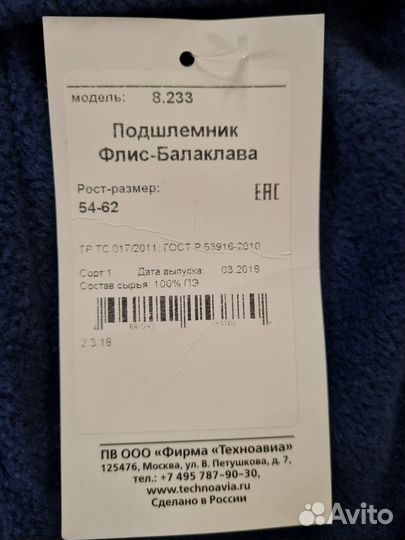 модель: 8.233
Подшлемник
Флис-Балаклава
Рост-размер:
54-62
ЕАС
ТР ТС 017/2011; ГОСТ Р 53916-2010
Сорт 1 Дата выпуска: 03.2018
Состав сырья: 100% ПЭ
2.3.18
ПВ ООО «Фирма «Техноавиа»
125476, Москва, ул. В. Петушкова, д. 7,
тел.: +7 495 787-90-30,
www.technoavia.ru
Сделано в России
Avito